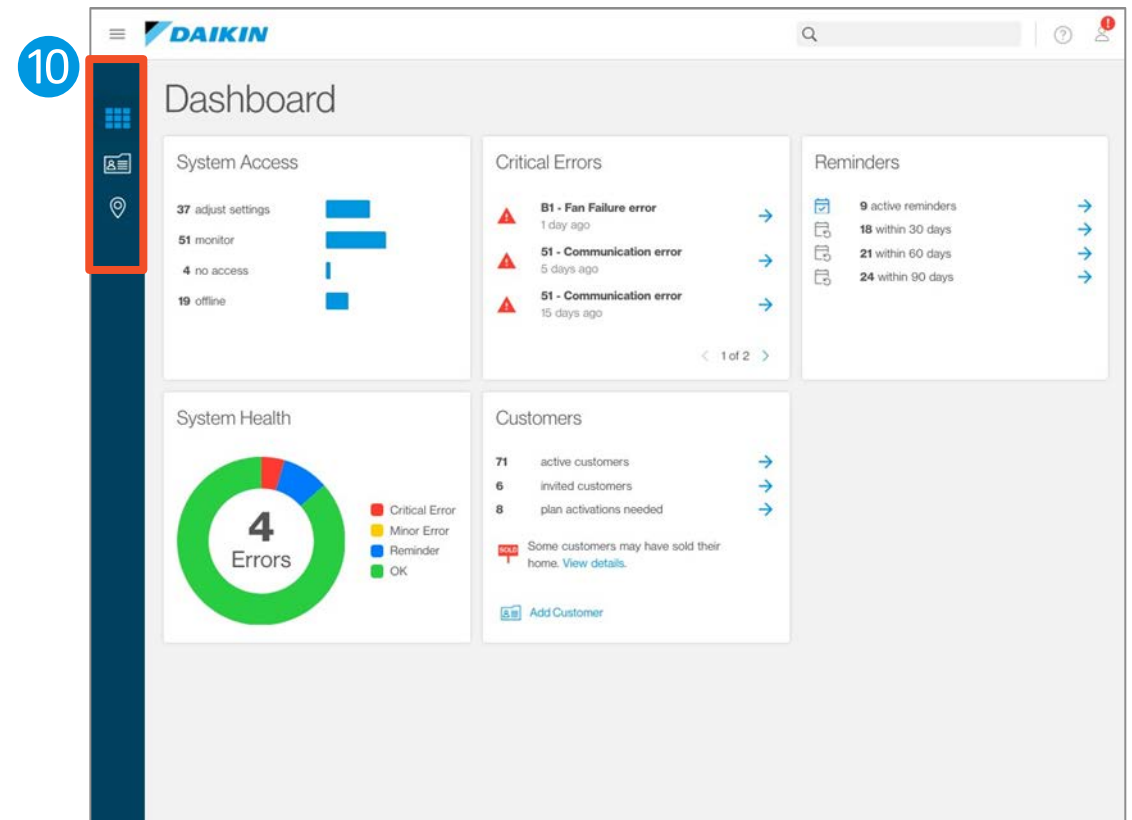 10
DAIKIN
Dashboard
System Access
37 adjust settings
51 monitor
4 no access
19 offline
Critical Errors
B1 - Fan Failure error
1 day ago
51 - Communication error
5 days ago
51 - Communication error
15 days ago
1 of 2
Reminders
9 active reminders
18 within 30 days
21 within 60 days
24 within 90 days
System Health
4
Errors
Critical Error
Minor Error
Reminder
OK
Customers
71 active customers
6 invited customers
8 plan activations needed
SOLD
Some customers may have sold their
home. View details.
Add Customer